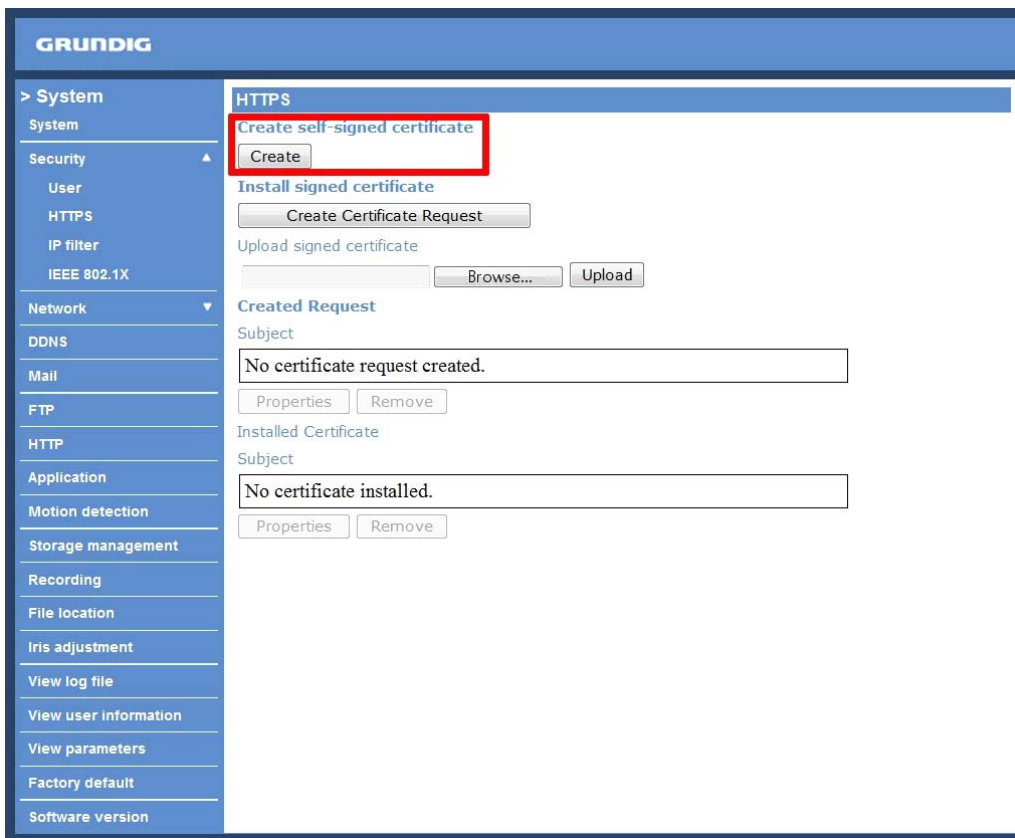 GRUNDIG
> System
System
Security
User
HTTPS
IP filter
IEEE 802.1X
Network
DDNS
Mail
FTP
HTTP
Application
Motion detection
Storage management
Recording
File location
Iris adjustment
View log file
View user information
View parameters
Factory default
Software version
HTTPS
Create self-signed certificate
Create
Install signed certificate
Create Certificate Request
Upload signed certificate
Browse... Upload
Created Request
Subject
No certificate request created.
Properties Remove
Installed Certificate
Subject
No certificate installed.
Properties Remove